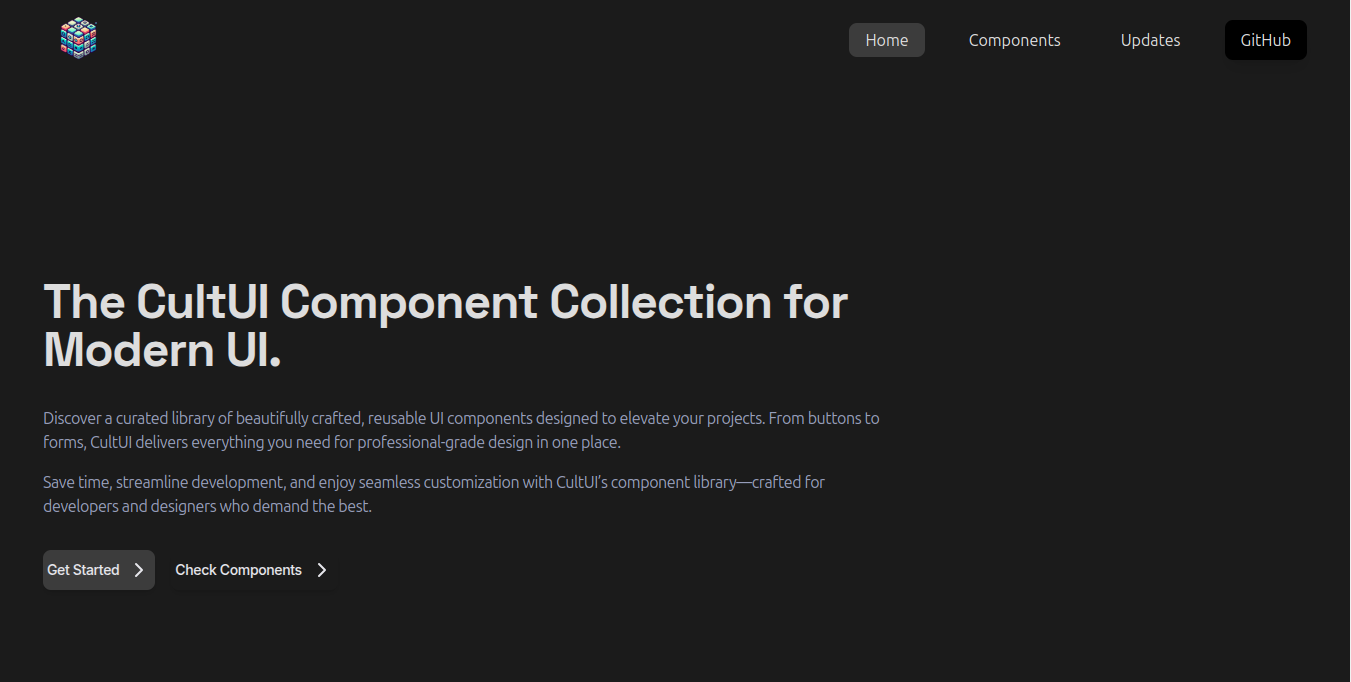 Home
Components
Updates
GitHub
The CultUI Component Collection for
Modern UI.
Discover a curated library of beautifully crafted, reusable UI components designed to elevate your projects. From buttons to
forms, CultUI delivers everything you need for professional-grade design in one place.
Save time, streamline development, and enjoy seamless customization with CultUI’s component library—crafted for
developers and designers who demand the best.
Get Started
Check Components